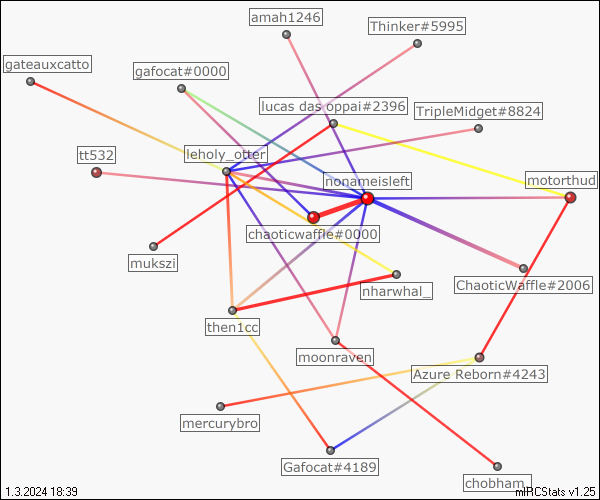 amah1246
Thinker#5995
gateauxcatto
gafocat#0000
lucas das oppai#2396
TripleMidget#8824
tt532
leholy_otter
nonameisleft
motorthud
chaoticwaffle#0000
mukszi
nharwhal_
ChaoticWaffle#2006
then1cc
moonraven
Azure Reborn#4243
mercurybro
Gafocat#4189
chobham_
1.3.2024 18:39
mIRCStats v1.25